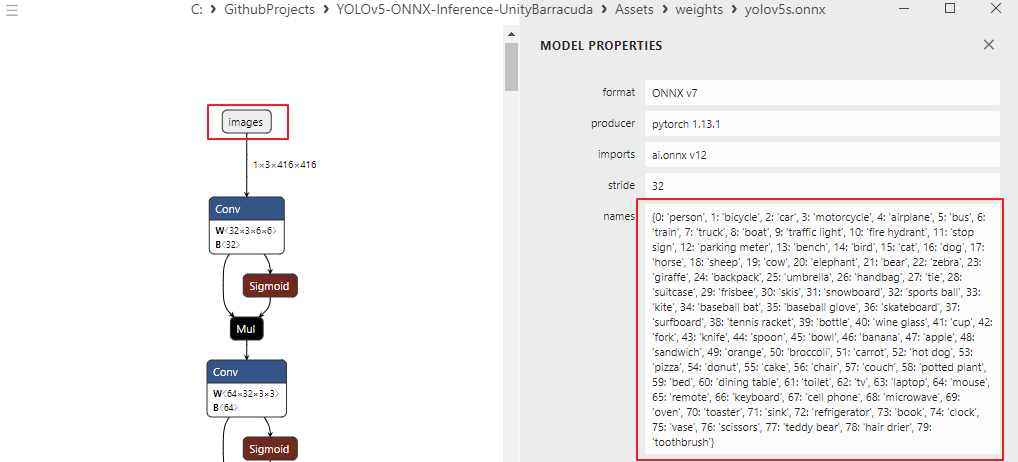 C: > GithubProjects > YOLOv5-ONNX-Inference-UnityBarracuda > Assets > weights > yolov5s.onnx
images
1×3×416×416
Conv
W⟨32×3×6×6⟩
B⟨32⟩
Sigmoid
Mul
Conv
W⟨64×32×3×3⟩
B⟨64⟩
Sigmoid
MODEL PROPERTIES
format ONNX v7
producer pytorch 1.13.1
imports ai.onnx v12
stride 32
names {0: 'person', 1: 'bicycle', 2: 'car', 3: 'motorcycle', 4: 'airplane', 5: 'bus', 6:
'train', 7: 'truck', 8: 'boat', 9: 'traffic light', 10: 'fire hydrant', 11: 'stop
sign', 12: 'parking meter', 13: 'bench', 14: 'bird', 15: 'cat', 16: 'dog', 17:
'horse', 18: 'sheep', 19: 'cow', 20: 'elephant', 21: 'bear', 22: 'zebra', 23:
'giraffe', 24: 'backpack', 25: 'umbrella', 26: 'handbag', 27: 'tie', 28:
'suitcase', 29: 'frisbee', 30: 'skis', 31: 'snowboard', 32: 'sports ball', 33:
'kite', 34: 'baseball bat', 35: 'baseball glove', 36: 'skateboard', 37:
'surfboard', 38: 'tennis racket', 39: 'bottle', 40: 'wine glass', 41: 'cup', 42:
'fork', 43: 'knife', 44: 'spoon', 45: 'bowl', 46: 'banana', 47: 'apple', 48:
'sandwich', 49: 'orange', 50: 'broccoli', 51: 'carrot', 52: 'hot dog', 53:
'pizza', 54: 'donut', 55: 'cake', 56: 'chair', 57: 'couch', 58: 'potted plant',
59: 'bed', 60: 'dining table', 61: 'toilet', 62: 'tv', 63: 'laptop', 64: 'mouse',
65: 'remote', 66: 'keyboard', 67: 'cell phone', 68: 'microwave', 69:
'oven', 70: 'toaster', 71: 'sink', 72: 'refrigerator', 73: 'book', 74: 'clock',
75: 'vase', 76: 'scissors', 77: 'teddy bear', 78: 'hair drier', 79:
'toothbrush'}